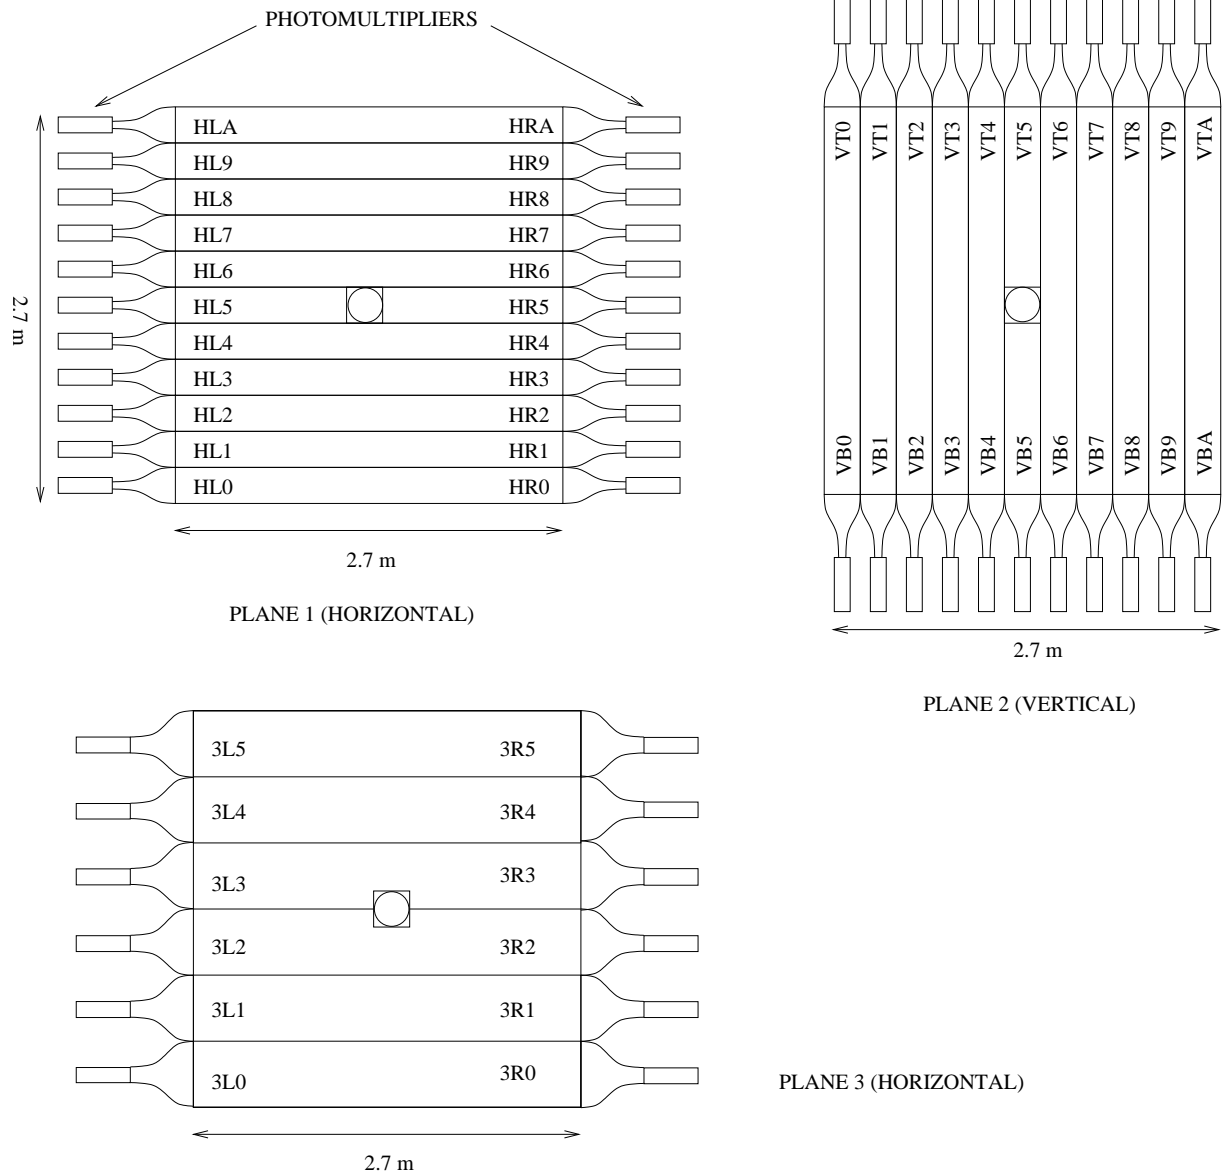 PHOTOMULTIPLIERS
HLA HRA
HL9 HR9
HL8 HR8
HL7 HR7
HL6 HR6
HL5 HR5
HL4 HR4
HL3 HR3
HL2 HR2
HL1 HR1
HL0 HR0
2.7 m
2.7 m
PLANE 1 (HORIZONTAL)
VT0 VT1 VT2 VT3 VT4 VT5 VT6 VT7 VT8 VT9 VTA
VB0 VB1 VB2 VB3 VB4 VB5 VB6 VB7 VB8 VB9 VBA
2.7 m
PLANE 2 (VERTICAL)
3L5 3R5
3L4 3R4
3L3 3R3
3L2 3R2
3L1 3R1
3L0 3R0
2.7 m
PLANE 3 (HORIZONTAL)